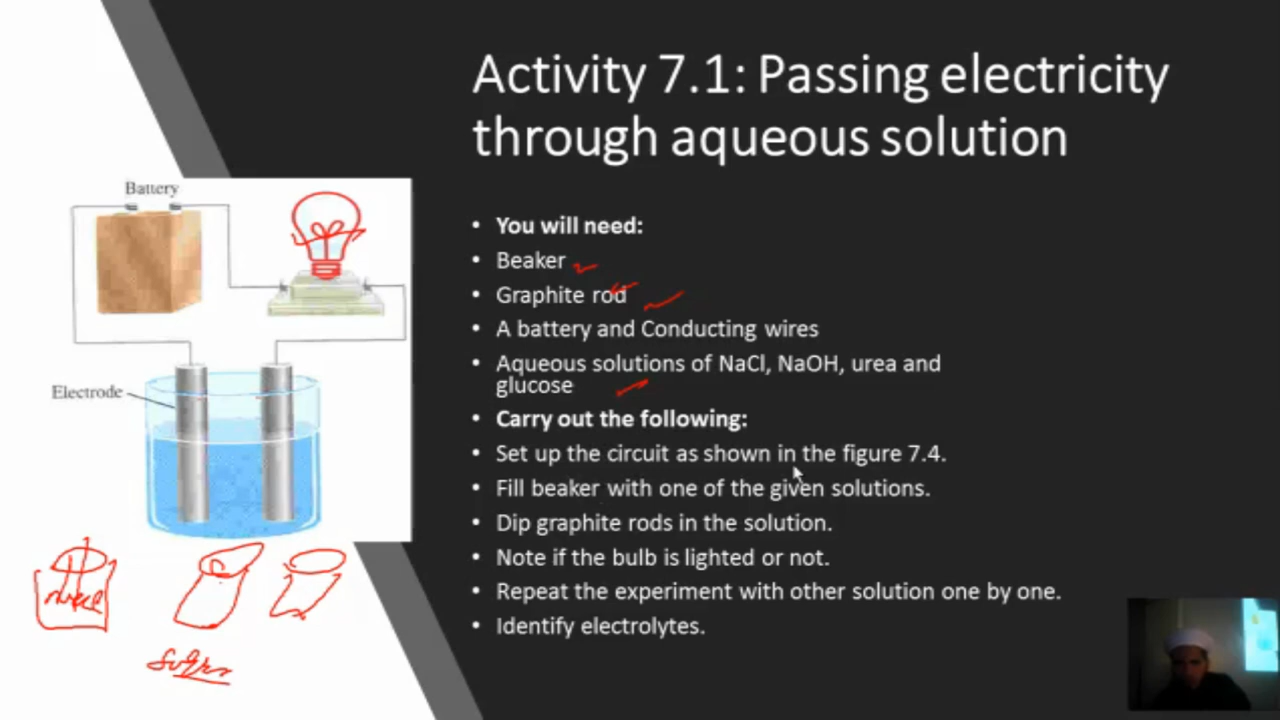 Activity 7.1: Passing electricity
through aqueous solution
Battery
Electrode
• You will need:
• Beaker
• Graphite rod
• A battery and Conducting wires
• Aqueous solutions of NaCl, NaOH, urea and
glucose
• Carry out the following:
• Set up the circuit as shown in the figure 7.4.
• Fill beaker with one of the given solutions.
• Dip graphite rods in the solution.
• Note if the bulb is lighted or not.
• Repeat the experiment with other solution one by one.
• Identify electrolytes.